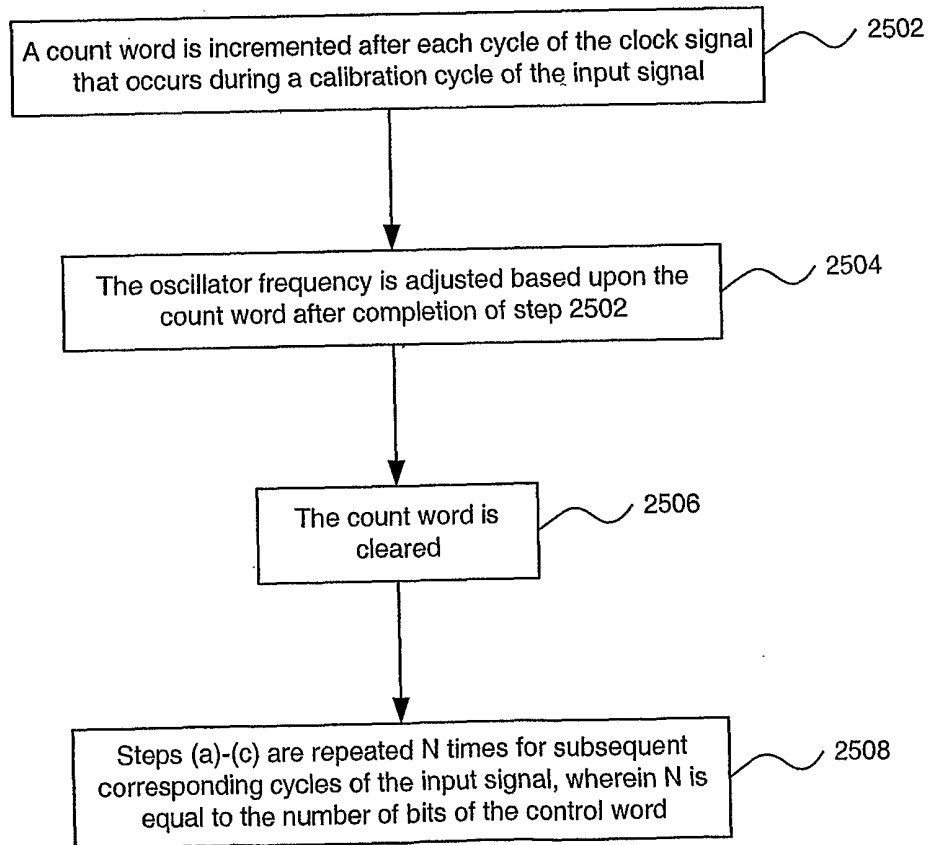 A count word is incremented after each cycle of the clock signal
that occurs during a calibration cycle of the input signal
2502
The oscillator frequency is adjusted based upon the
count word after completion of step 2502
2504
The count word is
cleared
2506
Steps (a)-(c) are repeated N times for subsequent
corresponding cycles of the input signal, wherein N is
equal to the number of bits of the control word
2508